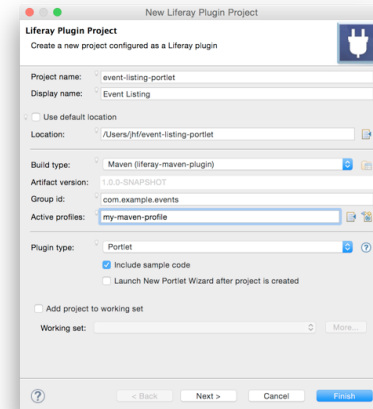 New Liferay Plugin Project
Liferay Plugin Project
Create a new project configured as a Liferay plugin
Project name: event-listing-portlet
Display name: Event Listing
Use default location
Location: /Users/jhf/event-listing-portlet
Build type: Maven (liferay-maven-plugin)
Artifact version: 1.0.0-SNAPSHOT
Group id: com.example.events
Active profiles: my-maven-profile
Plugin type: Portlet
Include sample code
Launch New Portlet Wizard after project is created
Add project to working set
Working set: More...
< Back Next > Cancel Finish